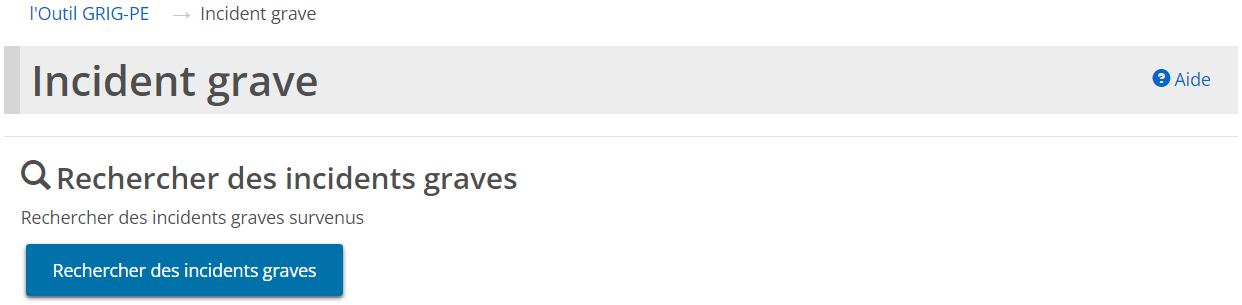 l'Outil GRIG-PE → Incident grave
Incident grave
Aide
Rechercher des incidents graves
Rechercher des incidents graves survenus
Rechercher des incidents graves